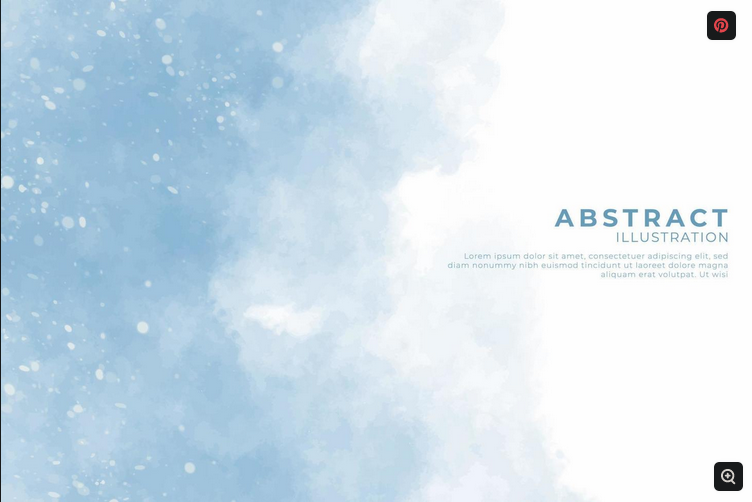 ABSTRACT
ILLUSTRATION
Lorem ipsum dolor sit amet, consectetuer adipiscing elit, sed
diam nonummy nibh euismod tincidunt ut laoreet dolore magna
aliquam erat volutpat. Ut wisi